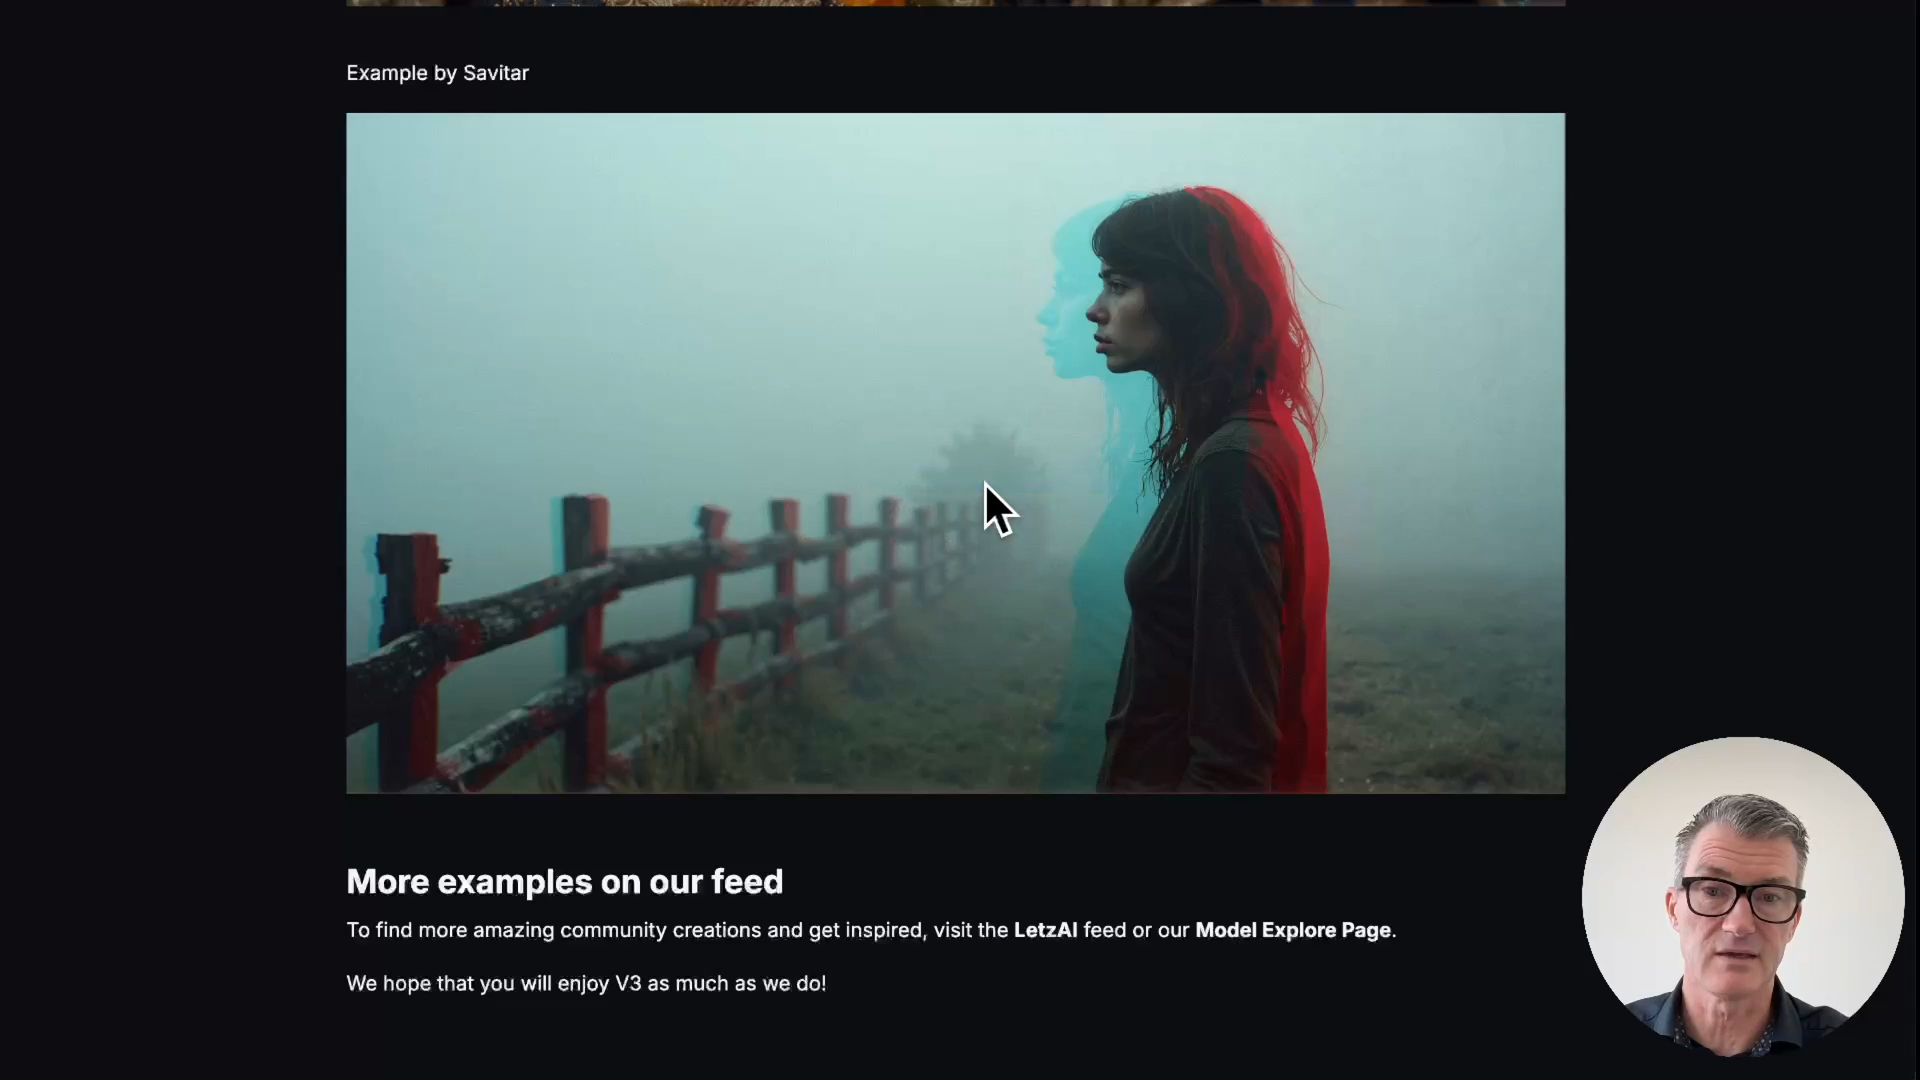 Example by Savitar
More examples on our feed
To find more amazing community creations and get inspired, visit the LetzAI feed or our Model Explore Page.
We hope that you will enjoy V3 as much as we do!